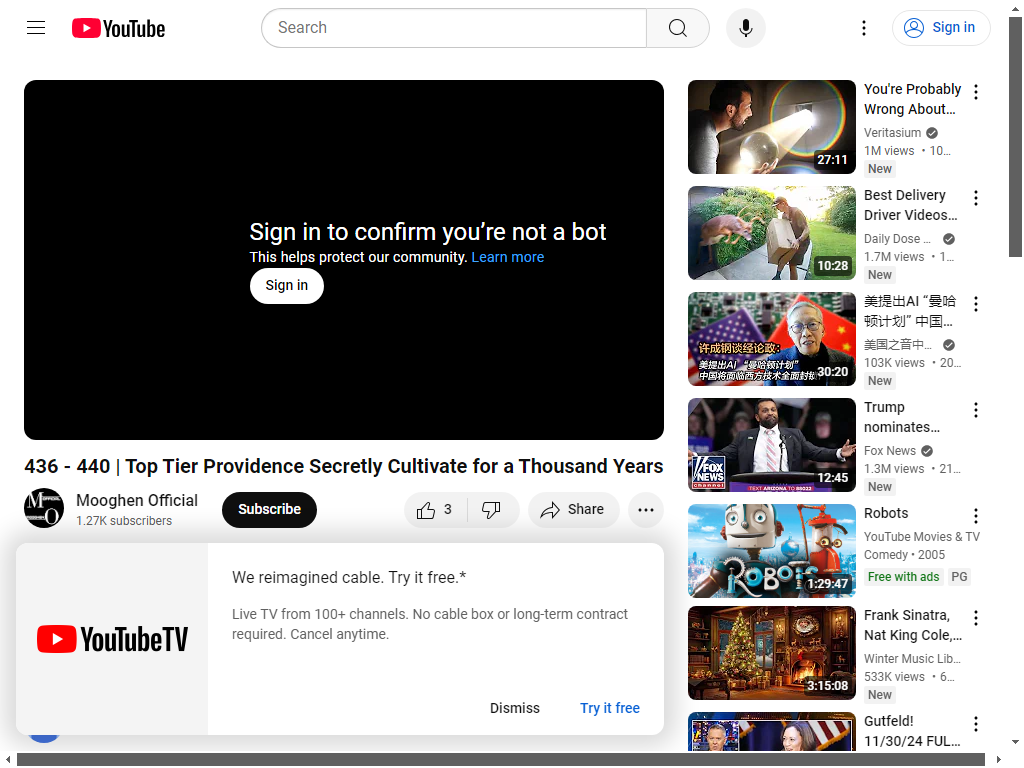 YouTube
Search
Sign in
Sign in to confirm you’re not a bot
This helps protect our community. Learn more
Sign in
436 - 440 | Top Tier Providence Secretly Cultivate for a Thousand Years
Mooghen Official
1.27K subscribers
Subscribe
3
Share
We reimagined cable. Try it free.*
Live TV from 100+ channels. No cable box or long-term contract
required. Cancel anytime.
YouTubeTV
Dismiss
Try it free
27:11
You're Probably
Wrong About...
Veritasium
1M views • 10...
New
10:28
Best Delivery
Driver Videos...
Daily Dose ...
1.7M views • 1...
New
许成钢谈经论政:
美提出AI “曼哈顿计划”
中国将面临西方技术全面封锁
30:20
美提出AI “曼哈
顿计划” 中国...
美国之音中...
103K views • 20...
New
FOX
NEWS
channel
TEXT ARIZONA TO 88022
12:45
Trump
nominates...
Fox News
1.3M views • 21...
New
ROBOTS
1:29:47
Robots
YouTube Movies & TV
Comedy • 2005
Free with ads
PG
3:15:08
Frank Sinatra,
Nat King Cole,...
Winter Music Lib...
533K views • 6...
New
Gutfeld!
11/30/24 FUL...